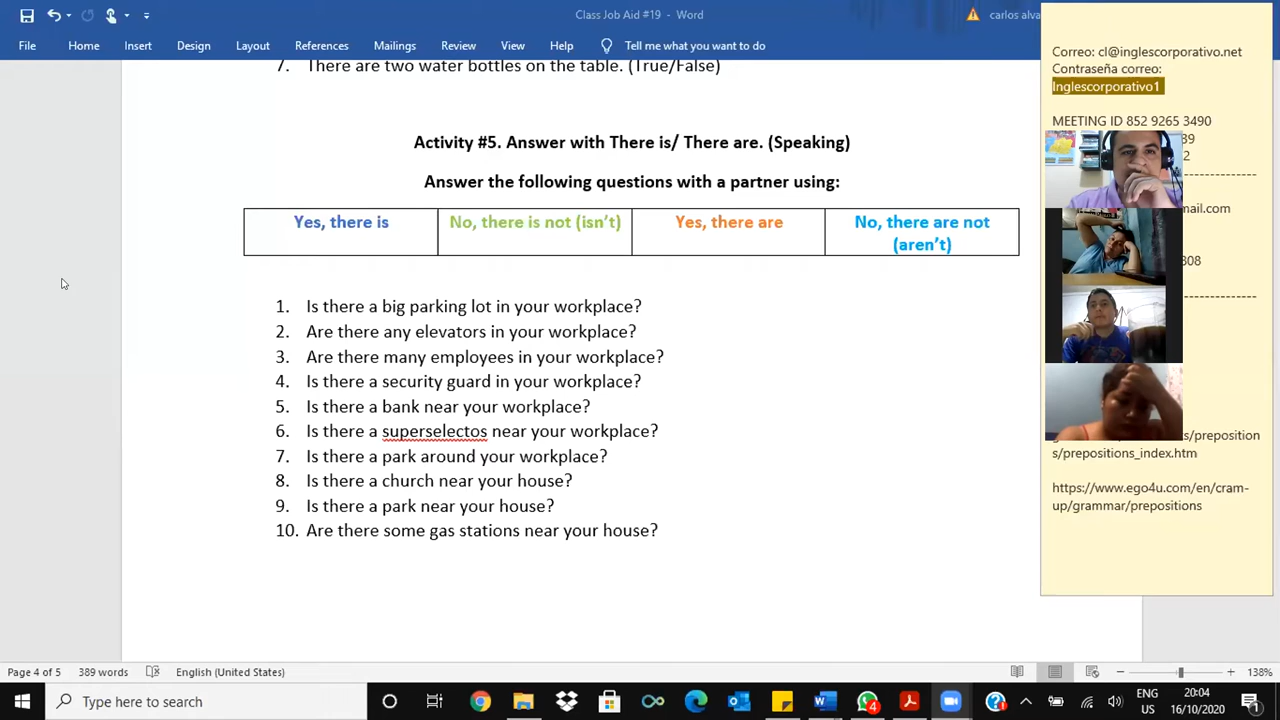 Class Job Aid #19 - Word
carlos alva
File Home Insert Design Layout References Mailings Review View Help Tell me what you want to do
7. There are two water bottles on the table. (True/False)
Activity #5. Answer with There is/ There are. (Speaking)
Answer the following questions with a partner using:
Yes, there is No, there is not (isn't) Yes, there are No, there are not
(aren't)
1. Is there a big parking lot in your workplace?
2. Are there any elevators in your workplace?
3. Are there many employees in your workplace?
4. Is there a security guard in your workplace?
5. Is there a bank near your workplace?
6. Is there a superselectos near your workplace?
7. Is there a park around your workplace?
8. Is there a church near your house?
9. Is there a park near your house?
10. Are there some gas stations near your house?
Correo: cl@inglescorporativo.net
Contraseña correo:
Inglescorporativo1
MEETING ID 852 9265 3490
39
2
------------------
mail.com
308
------------------
s/preposition
s/prepositions_index.htm
https://www.ego4u.com/en/cram-
up/grammar/prepositions
Page 4 of 5 389 words English (United States) 138%
Type here to search
4
ENG
US
20:04
16/10/2020
1